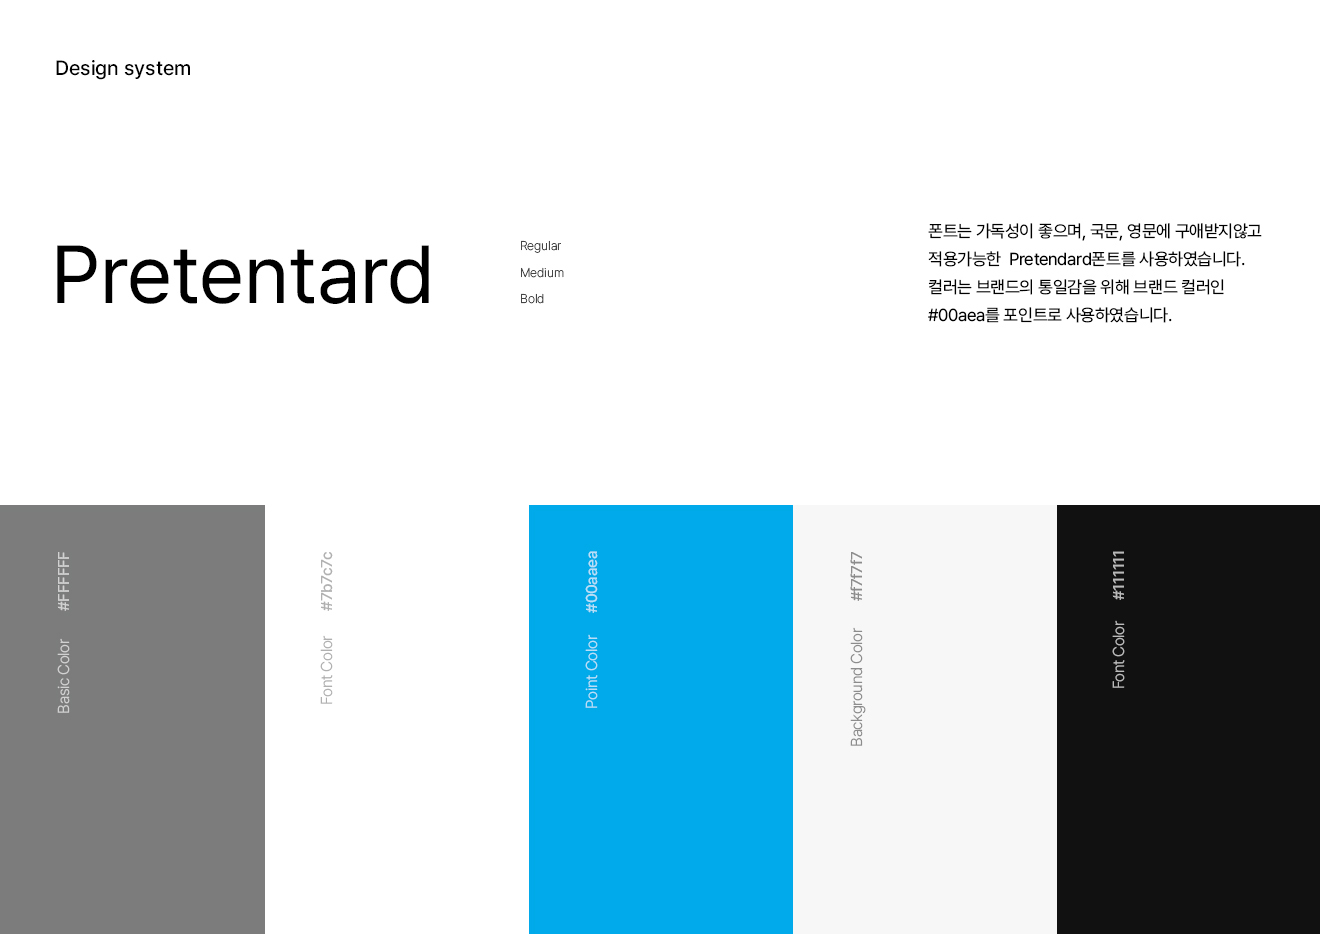 Design system
Pretentard
Regular
Medium
Bold
폰트는 가독성이 좋으며, 국문, 영문에 구애받지않고
적용가능한 Pretendard폰트를 사용하였습니다.
컬러는 브랜드의 통일감을 위해 브랜드 컬러인
#00aea를 포인트로 사용하였습니다.
Basic Color #FFFFFF
Font Color #7b7c7c
Point Color #00aaea
Background Color #f7f7f7
Font Color #111111